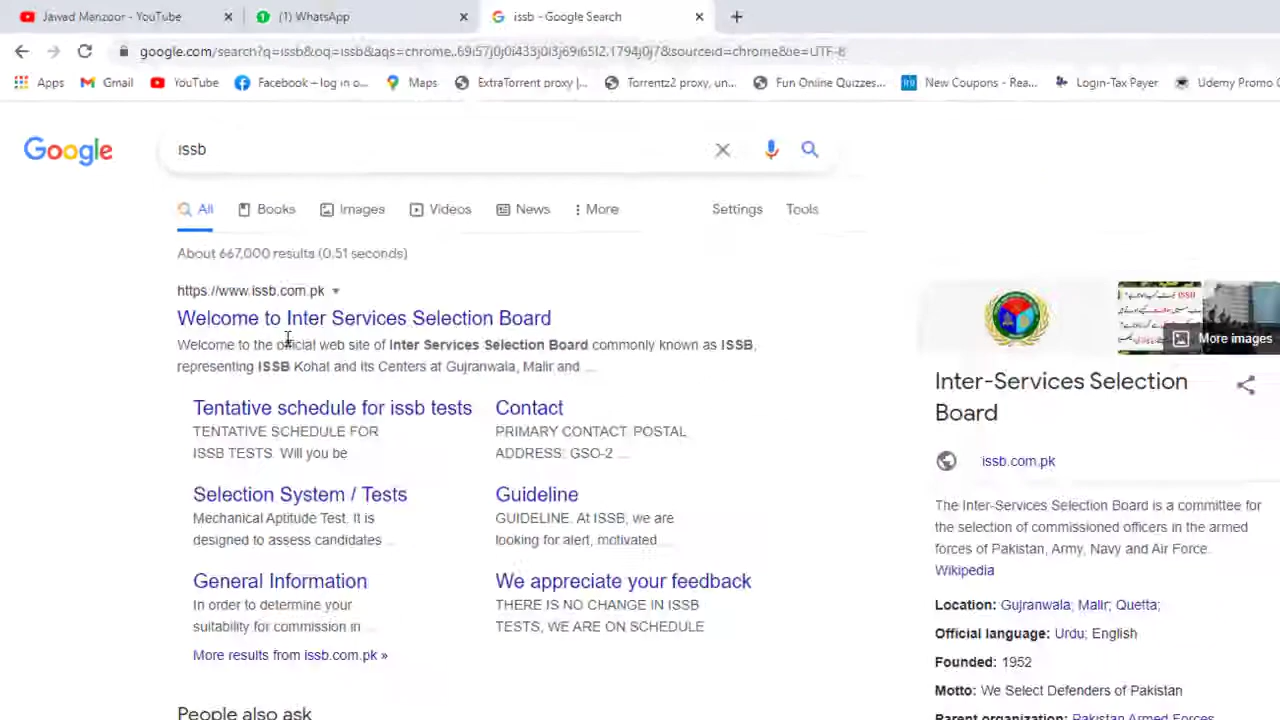 Jawad Manzoor - YouTube
(1) WhatsApp
issb - Google Search
google.com/search?q=issb&oq=issb&aqs=chrome..69i57j0j0i433j0i3j69i65l2.1794j0j7&sourceid=chrome&ie=UTF-8
Apps
Gmail
YouTube
Facebook – log in o...
Maps
ExtraTorrent proxy |...
Torrentz2 proxy, un...
Fun Online Quizzes...
New Coupons - Rea...
Login-Tax Payer
Udemy Promo C
Google
issb
All
Books
Images
Videos
News
More
Settings
Tools
About 667,000 results (0.51 seconds)
https://www.issb.com.pk
Welcome to Inter Services Selection Board
Welcome to the official web site of Inter Services Selection Board commonly known as ISSB,
representing ISSB Kohat and its Centers at Gujranwala, Malir and ...
Tentative schedule for issb tests
TENTATIVE SCHEDULE FOR
ISSB TESTS. Will you be
Contact
PRIMARY CONTACT. POSTAL
ADDRESS: GSO-2 ...
Selection System / Tests
Mechanical Aptitude Test. It is
designed to assess candidates ...
Guideline
GUIDELINE. At ISSB, we are
looking for alert, motivated ...
General Information
In order to determine your
suitability for commission in ...
We appreciate your feedback
THERE IS NO CHANGE IN ISSB
TESTS, WE ARE ON SCHEDULE
More results from issb.com.pk »
People also ask
More images
Inter-Services Selection
Board
issb.com.pk
The Inter-Services Selection Board is a committee for
the selection of commissioned officers in the armed
forces of Pakistan, Army, Navy and Air Force.
Wikipedia
Location: Gujranwala; Malir; Quetta;
Official language: Urdu; English
Founded: 1952
Motto: We Select Defenders of Pakistan
Parent organization: Pakistan Armed Forces